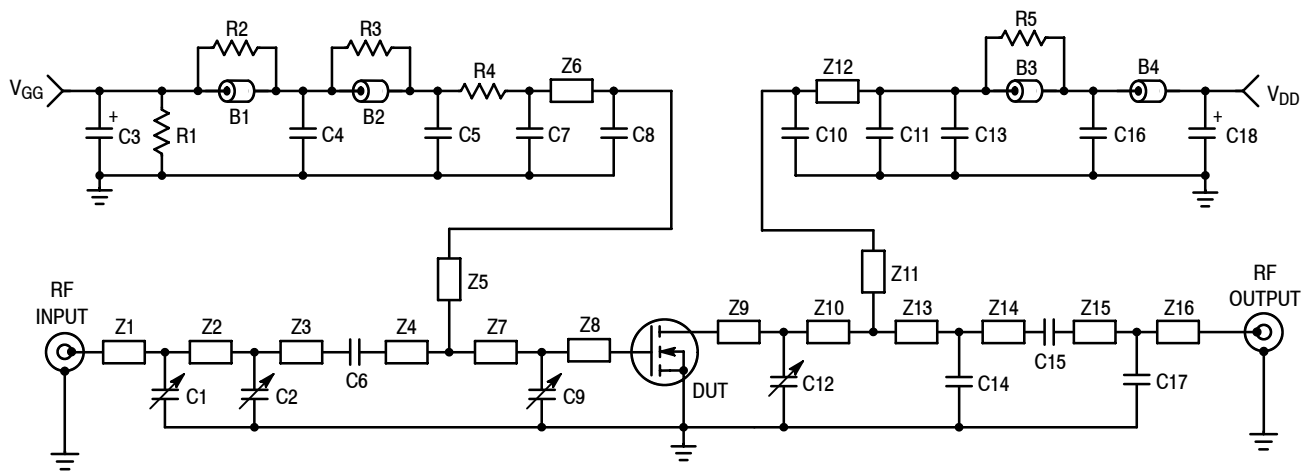 R2
R3
R5
R4
Z6
Z12
B3
B4
VGG
B1
B2
VDD
+
C3
R1
C4
C5
C7
C8
C10
C11
C13
C16
+
C18
Z5
Z11
RF
INPUT
RF
OUTPUT
Z1
Z2
Z3
Z4
Z7
Z8
Z9
Z10
Z13
Z14
Z15
Z16
C6
C15
C1
C2
C9
DUT
C12
C14
C17